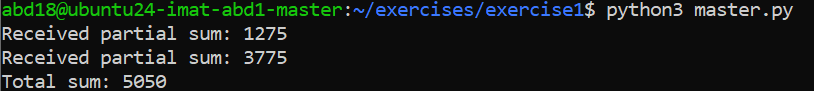 abd18@ubuntu24-imat-abd1-master:~/exercises/exercise1$ python3 master.py
Received partial sum: 1275
Received partial sum: 3775
Total sum: 5050